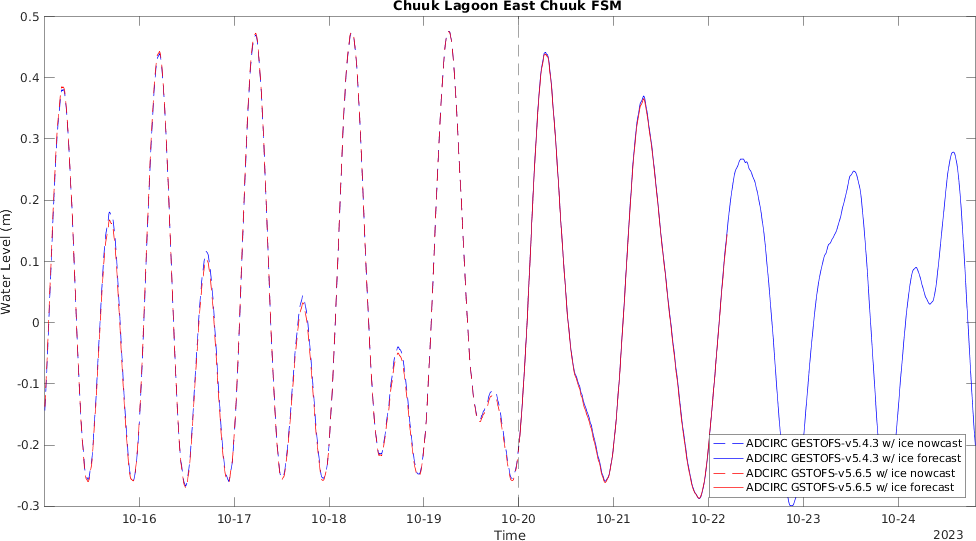 Chuuk Lagoon East Chuuk FSM
0.5
0.4
0.3
0.2
0.1
0
-0.1
-0.2
-0.3
Water Level (m)
10-16 10-17 10-18 10-19 10-20 10-21 10-22 10-23 10-24
Time
2023
ADCIRC GESTOFS-v5.4.3 w/ ice nowcast
ADCIRC GESTOFS-v5.4.3 w/ ice forecast
ADCIRC GSTOFS-v5.6.5 w/ ice nowcast
ADCIRC GSTOFS-v5.6.5 w/ ice forecast